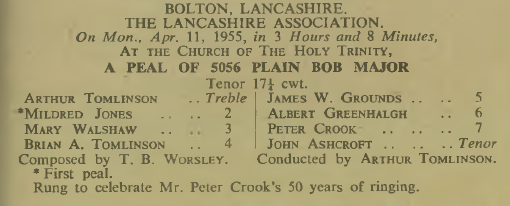 BOLTON, LANCASHIRE.
THE LANCASHIRE ASSOCIATION.
On Mon., Apr. 11, 1955, in 3 Hours and 8 Minutes,
AT THE CHURCH OF THE HOLY TRINITY,
A PEAL OF 5056 PLAIN BOB MAJOR
Tenor 17½ cwt.
ARTHUR TOMLINSON .. Treble
*MILDRED JONES .. .. 2
MARY WALSHAW .. .. 3
BRIAN A. TOMLINSON .. 4
JAMES W. GROUNDS .. .. 5
ALBERT GREENHALGH .. 6
PETER CROOK .. .. .. 7
JOHN ASHCROFT .. .. Tenor
Composed by T. B. WORSLEY. Conducted by ARTHUR TOMLINSON.
* First peal.
Rung to celebrate Mr. Peter Crook's 50 years of ringing.